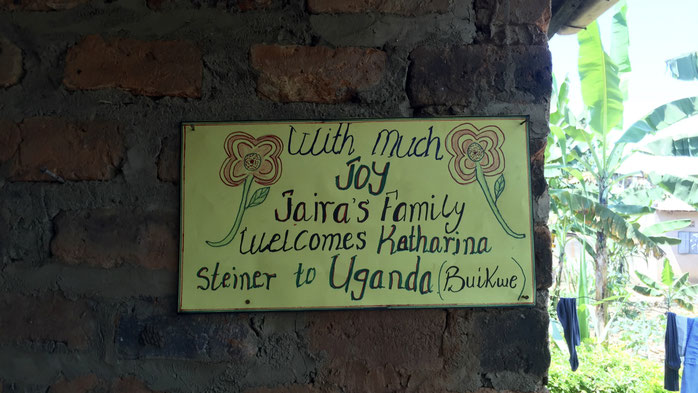 With much
Joy
Jaira's Family
Welcomes Katharina
Steiner to Uganda (Buikwe)